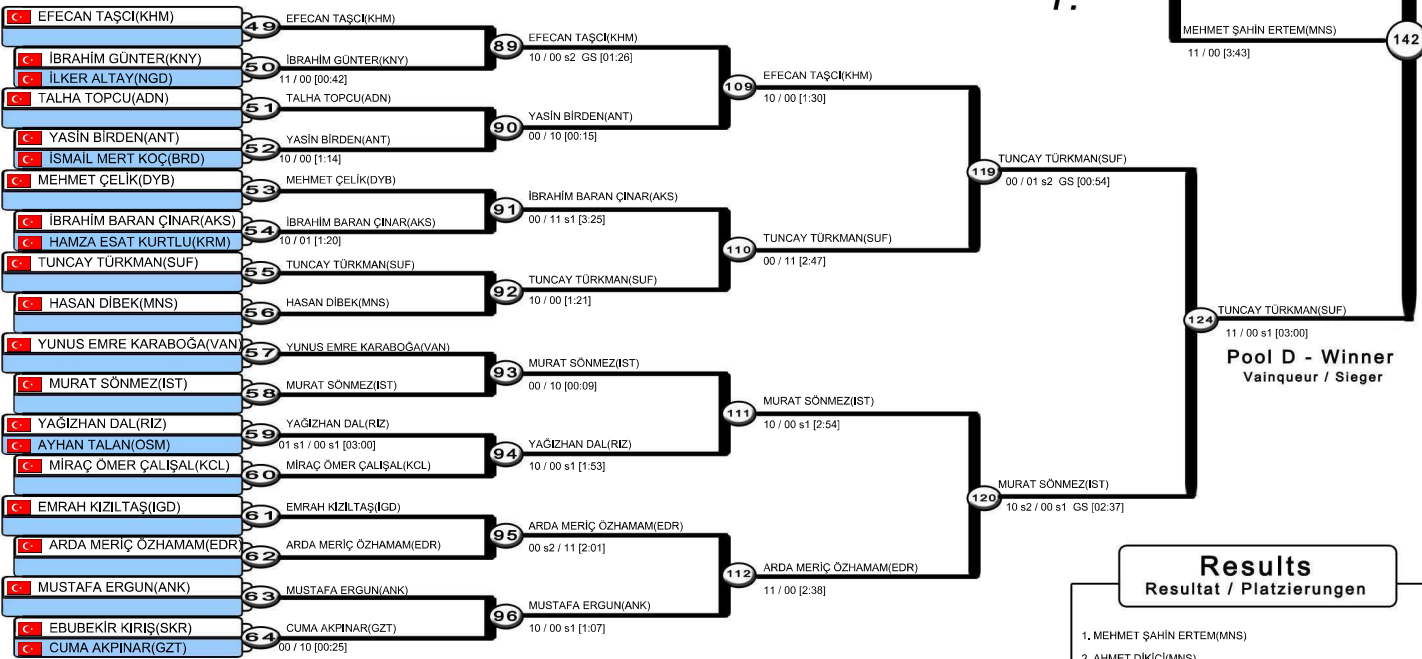 EFECAN TAŞCI(KHM)
İBRAHİM GÜNTER(KNY)
İLKER ALTAY(NGD)
TALHA TOPCU(ADN)
YASİN BİRDEN(ANT)
İSMAİL MERT KOÇ(BRD)
MEHMET ÇELİK(DYB)
İBRAHİM BARAN ÇINAR(AKS)
HAMZA ESAT KURTLU(KRM)
TUNCAY TÜRKMAN(SUF)
HASAN DİBEK(MNS)
YUNUS EMRE KARABOĞA(VAN)
MURAT SÖNMEZ(IST)
YAĞIZHAN DAL(RIZ)
AYHAN TALAN(OSM)
MİRAÇ ÖMER ÇALIŞAL(KCL)
EMRAH KIZILTAŞ(IGD)
ARDA MERİÇ ÖZHAMAM(EDR)
MUSTAFA ERGUN(ANK)
EBUBEKİR KIRIŞ(SKR)
CUMA AKPINAR(GZT)
49
EFECAN TAŞCI(KHM)
50
İBRAHİM GÜNTER(KNY)
11 / 00 [00:42]
51
TALHA TOPCU(ADN)
52
YASİN BİRDEN(ANT)
10 / 00 [1:14]
53
MEHMET ÇELİK(DYB)
54
İBRAHİM BARAN ÇINAR(AKS)
10 / 01 [1:20]
55
TUNCAY TÜRKMAN(SUF)
56
HASAN DİBEK(MNS)
57
YUNUS EMRE KARABOĞA(VAN)
58
MURAT SÖNMEZ(IST)
59
YAĞIZHAN DAL(RIZ)
01 s1 / 00 s1 [03:00]
60
MİRAÇ ÖMER ÇALIŞAL(KCL)
61
EMRAH KIZILTAŞ(IGD)
62
ARDA MERİÇ ÖZHAMAM(EDR)
63
MUSTAFA ERGUN(ANK)
64
CUMA AKPINAR(GZT)
00 / 10 [00:25]
89
EFECAN TAŞCI(KHM)
10 / 00 s2 GS [01:26]
90
YASİN BİRDEN(ANT)
00 / 10 [00:15]
91
İBRAHİM BARAN ÇINAR(AKS)
00 / 11 s1 [3:25]
92
TUNCAY TÜRKMAN(SUF)
10 / 00 [1:21]
93
MURAT SÖNMEZ(IST)
00 / 10 [00:09]
94
YAĞIZHAN DAL(RIZ)
10 / 00 s1 [1:53]
95
ARDA MERİÇ ÖZHAMAM(EDR)
00 s2 / 11 [2:01]
96
MUSTAFA ERGUN(ANK)
10 / 00 s1 [1:07]
109
EFECAN TAŞCI(KHM)
10 / 00 [1:30]
110
TUNCAY TÜRKMAN(SUF)
00 / 11 [2:47]
111
MURAT SÖNMEZ(IST)
10 / 00 s1 [2:54]
112
ARDA MERİÇ ÖZHAMAM(EDR)
11 / 00 [2:38]
119
TUNCAY TÜRKMAN(SUF)
00 / 01 s2 GS [00:54]
120
MURAT SÖNMEZ(IST)
10 s2 / 00 s1 GS [02:37]
124
TUNCAY TÜRKMAN(SUF)
11 / 00 s1 [03:00]
Pool D - Winner
Vainqueur / Sieger
MEHMET ŞAHİN ERTEM(MNS)
11 / 00 [3:43]
142
Results
Resultat / Platzierungen
1. MEHMET ŞAHİN ERTEM(MNS)
2. AHMET DİKİCİ(MNS)